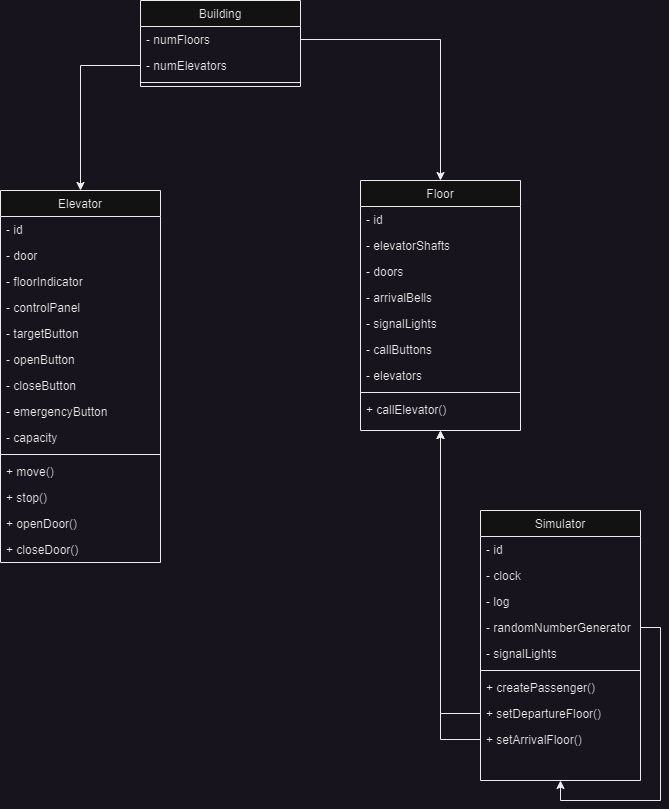 Building
- numFloors
- numElevators
Elevator
- id
- door
- floorIndicator
- controlPanel
- targetButton
- openButton
- closeButton
- emergencyButton
- capacity
+ move()
+ stop()
+ openDoor()
+ closeDoor()
Floor
- id
- elevatorShafts
- doors
- arrivalBells
- signalLights
- callButtons
- elevators
+ callElevator()
Simulator
- id
- clock
- log
- randomNumberGenerator
- signalLights
+ createPassenger()
+ setDepartureFloor()
+ setArrivalFloor()